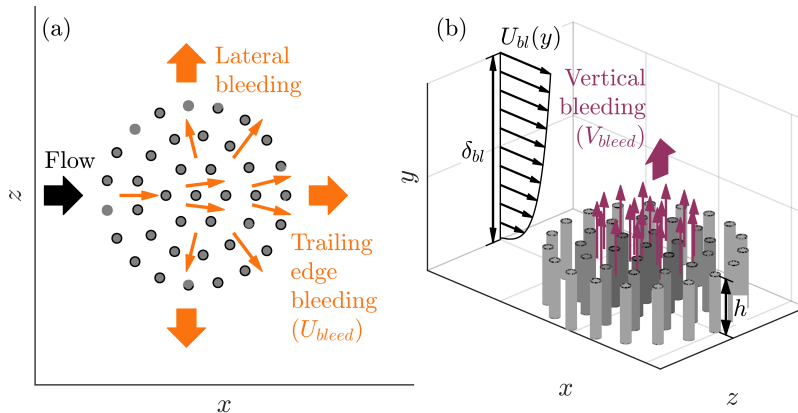 (a)
Lateral
bleeding
Flow
Trailing
edge
bleeding
(U_bleed)
z
x
(b)
U_bl(y)
Vertical
bleeding
(V_bleed)
δ_bl
y
h
x
z